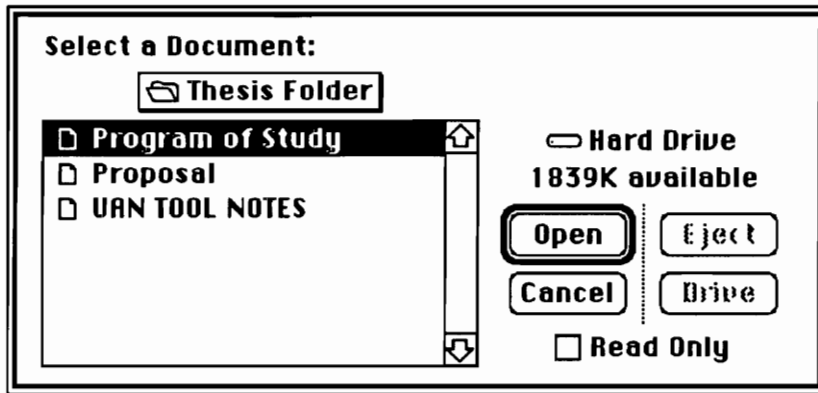 Select a Document:
Thesis Folder
Program of Study
Proposal
UAN TOOL NOTES
Hard Drive
1839K available
Open
Eject
Cancel
Drive
Read Only